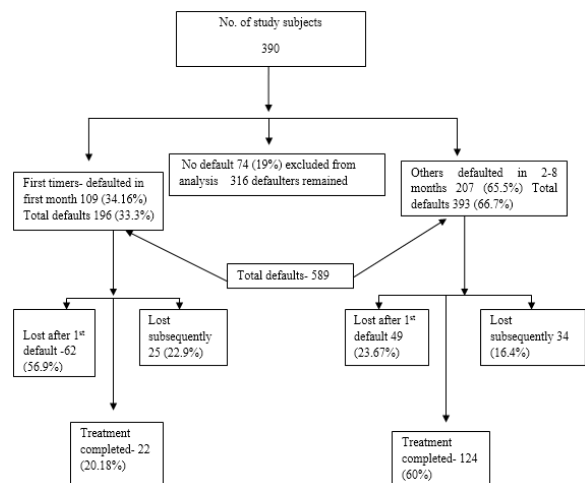 No. of study subjects
390
No default 74 (19%) excluded from
analysis 316 defaulters remained
First timers- defaulted in
first month 109 (34.16%)
Total defaults 196 (33.3%)
Others defaulted in 2-8
months 207 (65.5%) Total
defaults 393 (66.7%)
Total defaults- 589
Lost after 1st
default -62
(56.9%)
Lost
subsequently
25 (22.9%)
Lost after 1st
default 49
(23.67%)
Lost
subsequently 34
(16.4%)
Treatment
completed- 22
(20.18%)
Treatment
completed- 124
(60%)